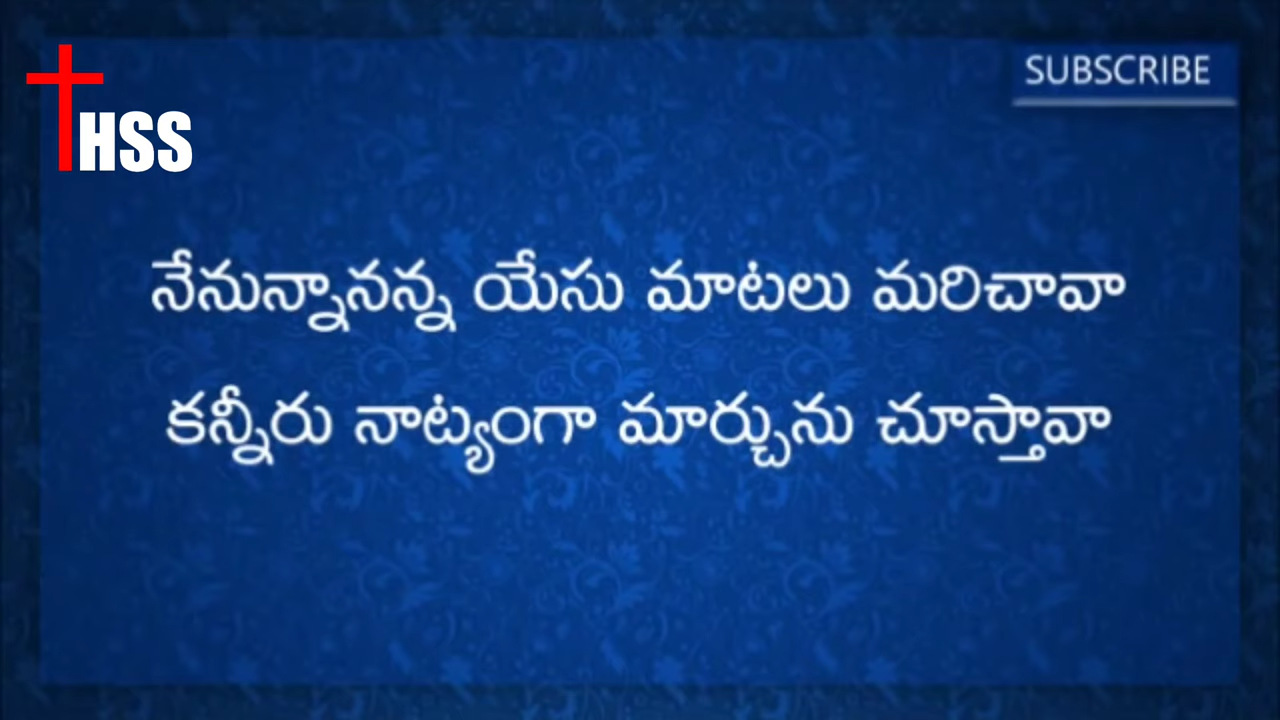 HSS
SUBSCRIBE
నేనున్నానన్న యేసు మాటలు మరిచావా
కన్నీరు నాట్యంగా మార్చును చూస్తావా